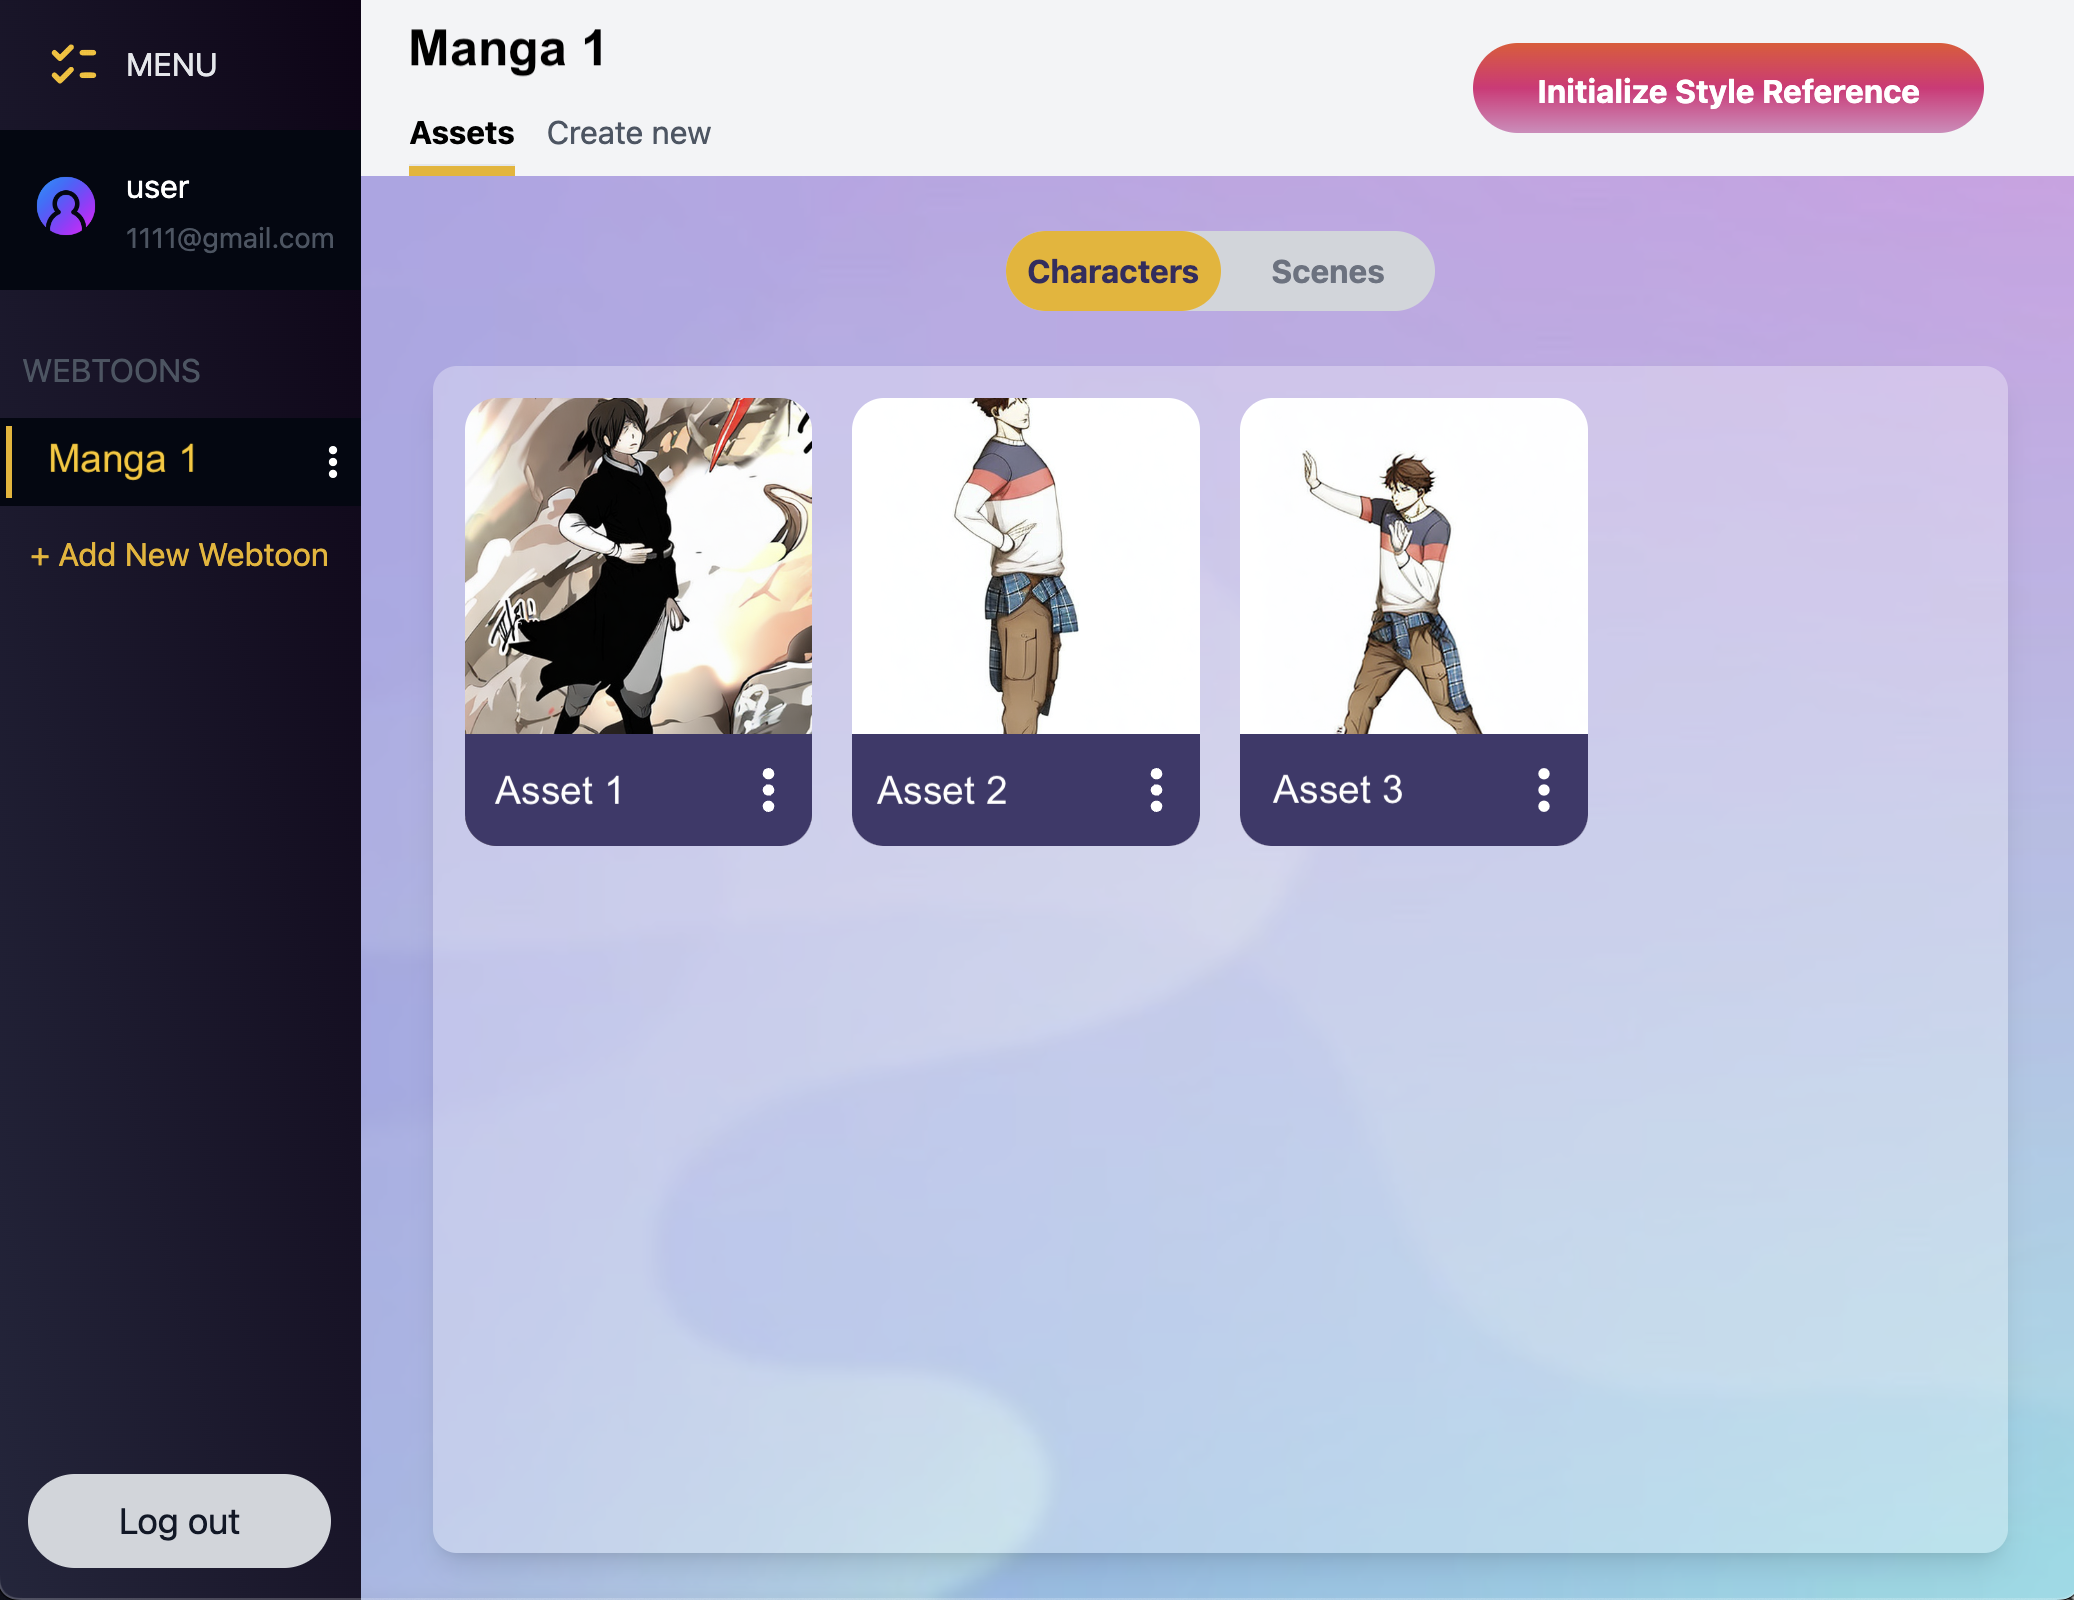 MENU
user
1111@gmail.com
WEBTOONS
Manga 1
+ Add New Webtoon
Log out
Manga 1
Assets
Create new
Initialize Style Reference
Characters
Scenes
Asset 1
Asset 2
Asset 3